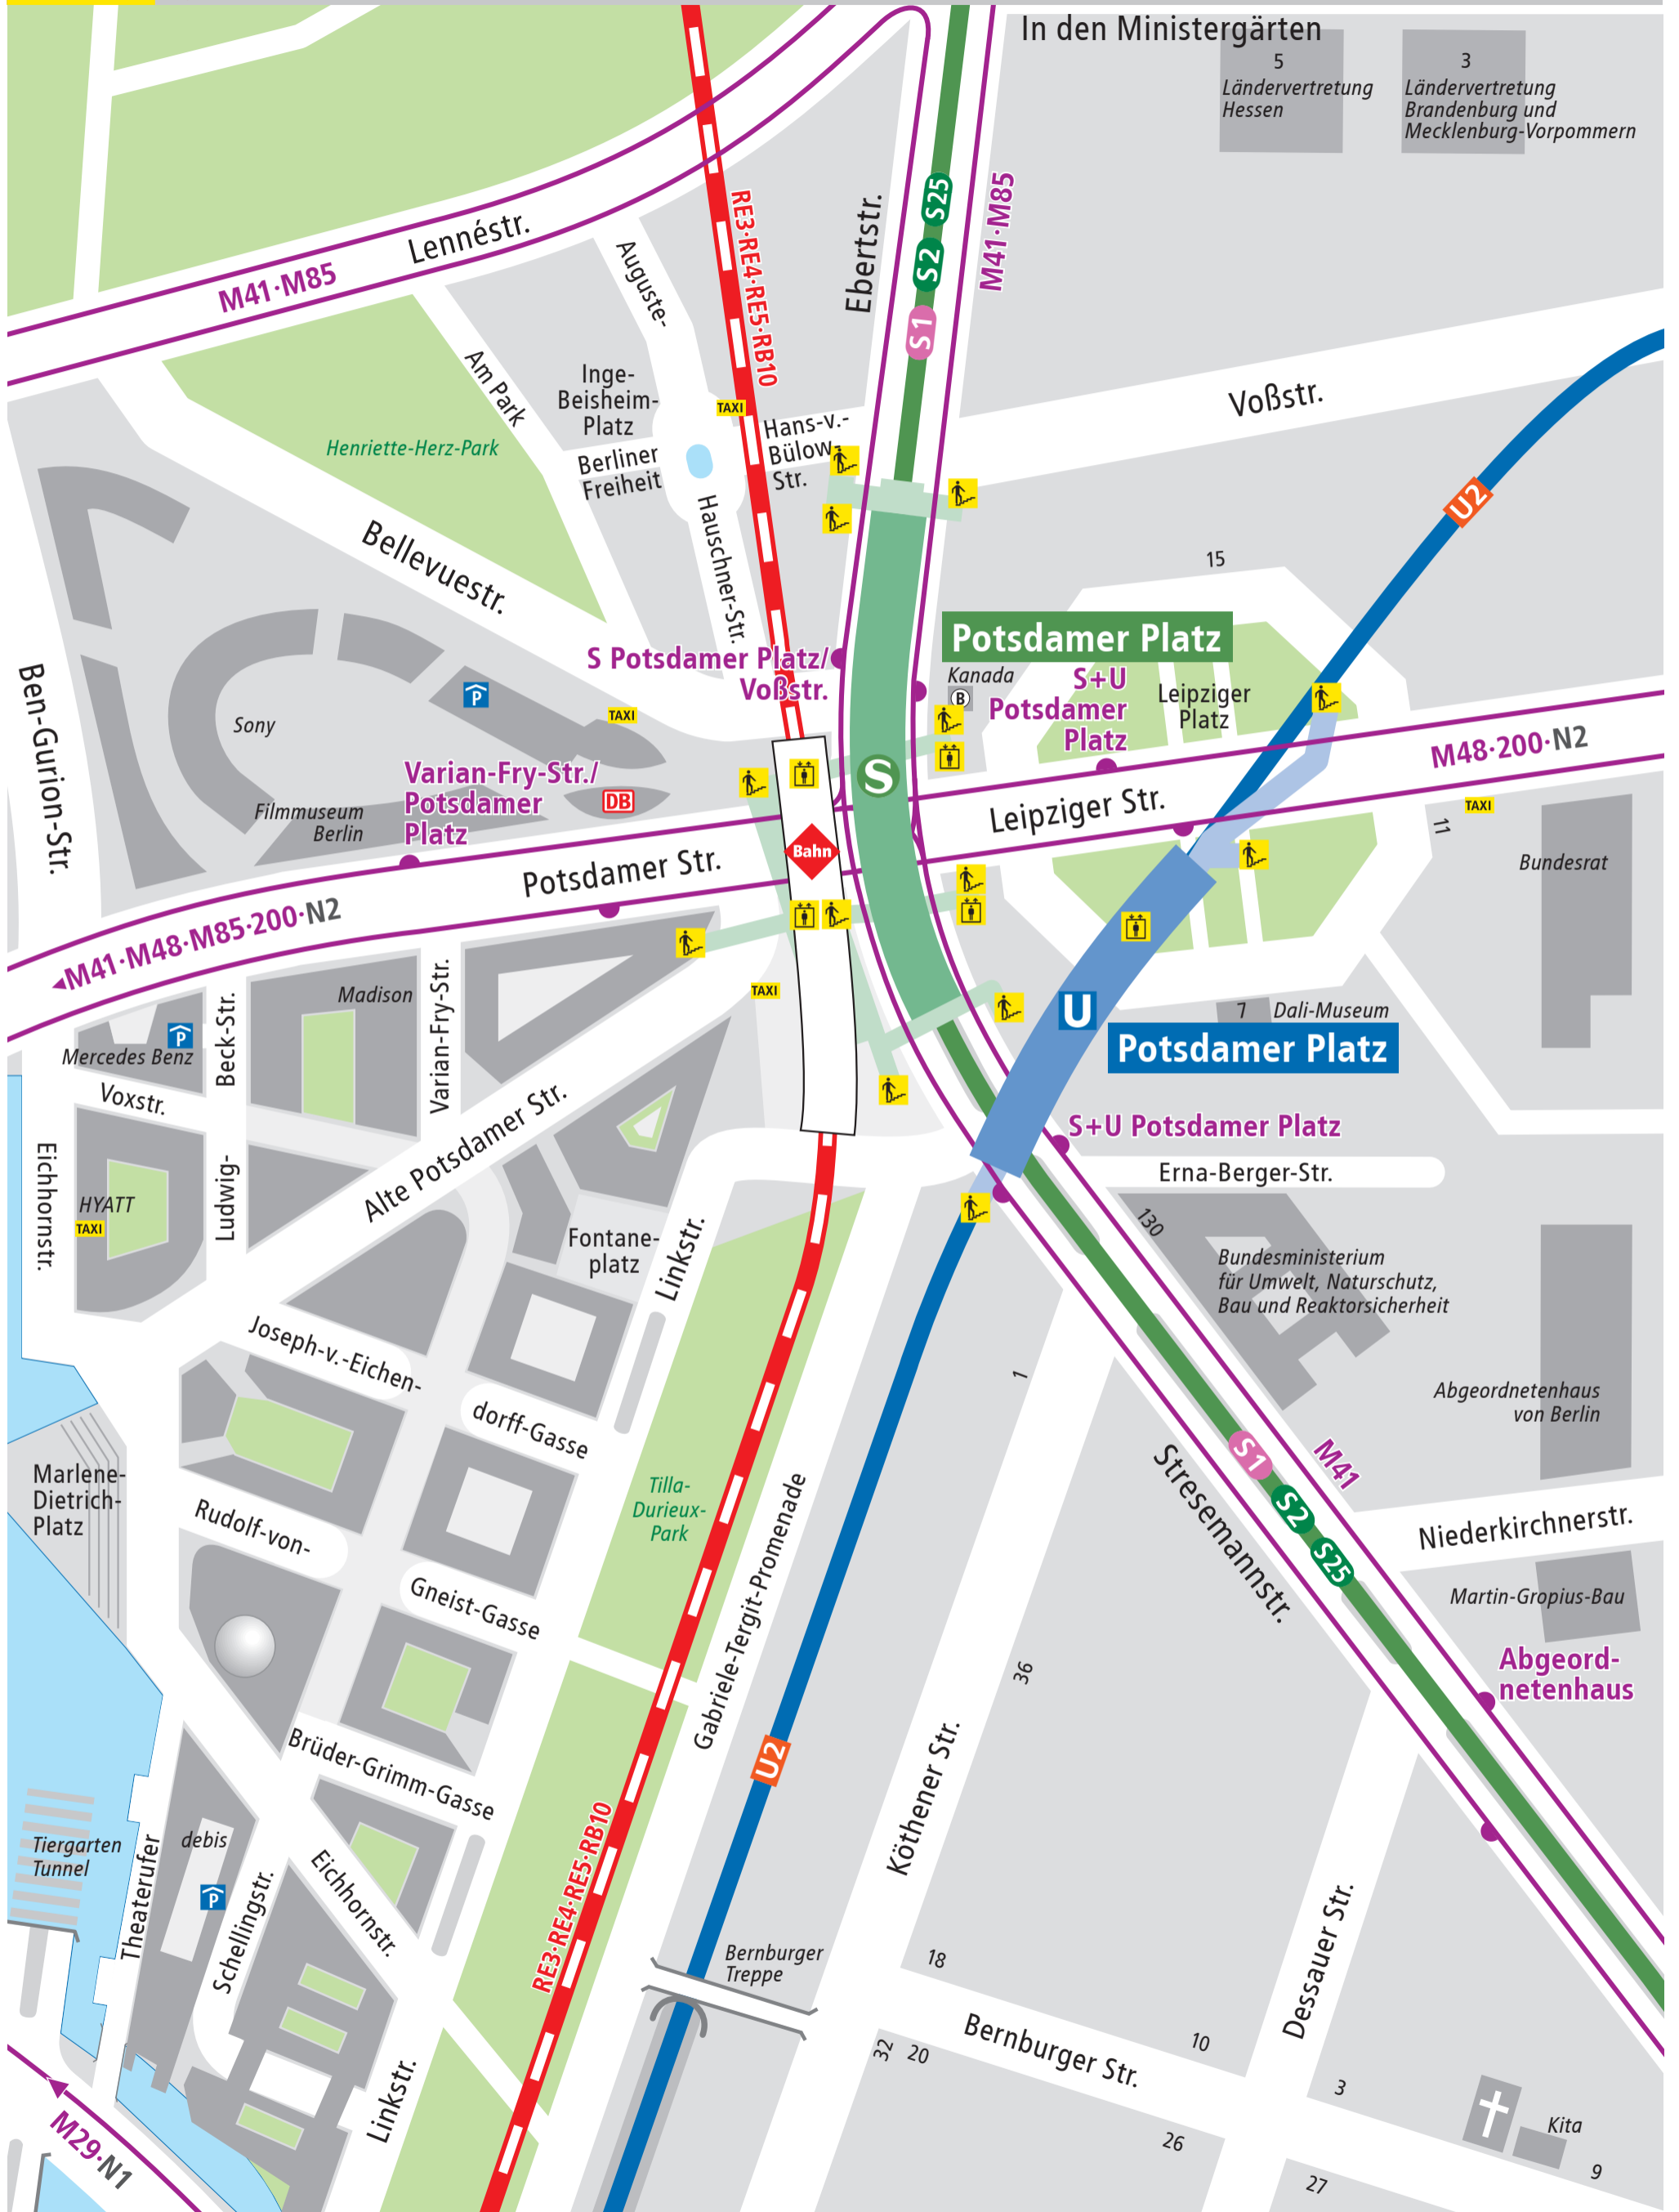 In den Ministergärten
5
Ländervertretung
Hessen
3
Ländervertretung
Brandenburg und
Mecklenburg-Vorpommern
S25
S2
S1
M41·M85
Ebertstr.
RE3·RE4·RE5·RB10
Lennéstr.
M41·M85
Auguste-
Hauschner-Str.
Am Park
Inge-
Beisheim-
Platz
TAXI
Hans-v.-
Bülow-
Str.
Berliner
Freiheit
Voßstr.
Henriette-Herz-Park
U2
Bellevuestr.
15
Potsdamer Platz
S Potsdamer Platz/
Voßstr.
Kanada
B
S+U
Potsdamer
Platz
Leipziger
Platz
Ben-Gurion-Str.
Sony
P
TAXI
M48·200·N2
Varian-Fry-Str./
Potsdamer
Platz
DB
S
Filmmuseum
Berlin
Leipziger Str.
TAXI
11
Bundesrat
Bahn
Potsdamer Str.
M41·M48·M85·200·N2
TAXI
Madison
Varian-Fry-Str.
U
7
Dali-Museum
Potsdamer Platz
P
Mercedes Benz
Ludwig-
Beck-Str.
Voxstr.
Alte Potsdamer Str.
S+U Potsdamer Platz
Erna-Berger-Str.
Eichhornstr.
HYATT
TAXI
130
Fontane-
platz
Linkstr.
Bundesministerium
für Umwelt, Naturschutz,
Bau und Reaktorsicherheit
Joseph-v.-Eichen-
dorff-Gasse
1
Abgeordnetenhaus
von Berlin
Marlene-
Dietrich-
Platz
Tilla-
Durieux-
Park
S1
S2
S25
M41
Stresemannstr.
Rudolf-von-
Gneist-Gasse
Gabriele-Tergit-Promenade
Niederkirchnerstr.
Martin-Gropius-Bau
36
Abgeord-
netenhaus
Brüder-Grimm-Gasse
U2
Köthener Str.
Tiergarten
Tunnel
Theaterufer
debis
P
Schellingstr.
Eichhornstr.
RE3·RE4·RE5·RB10
Bernburger
Treppe
18
Dessauer Str.
Bernburger Str.
32
20
10
3
Linkstr.
M29·N1
26
27
Kita
9